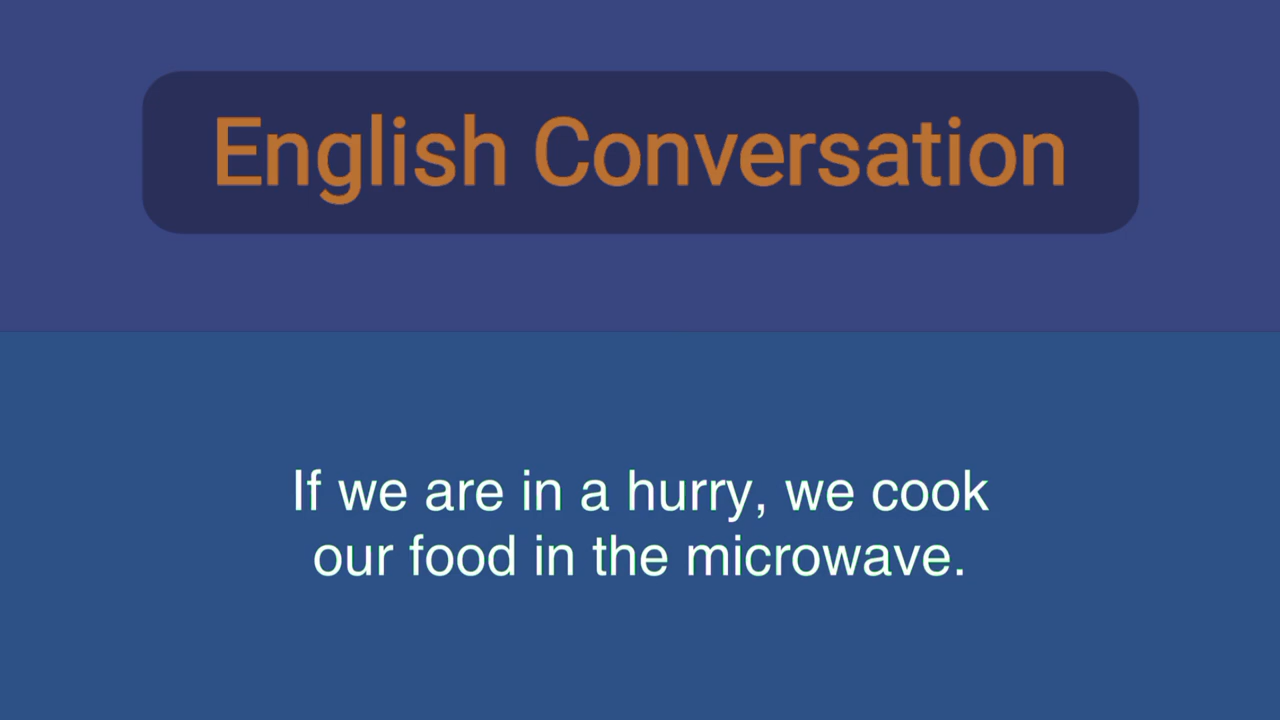 English Conversation
If we are in a hurry, we cook
our food in the microwave.